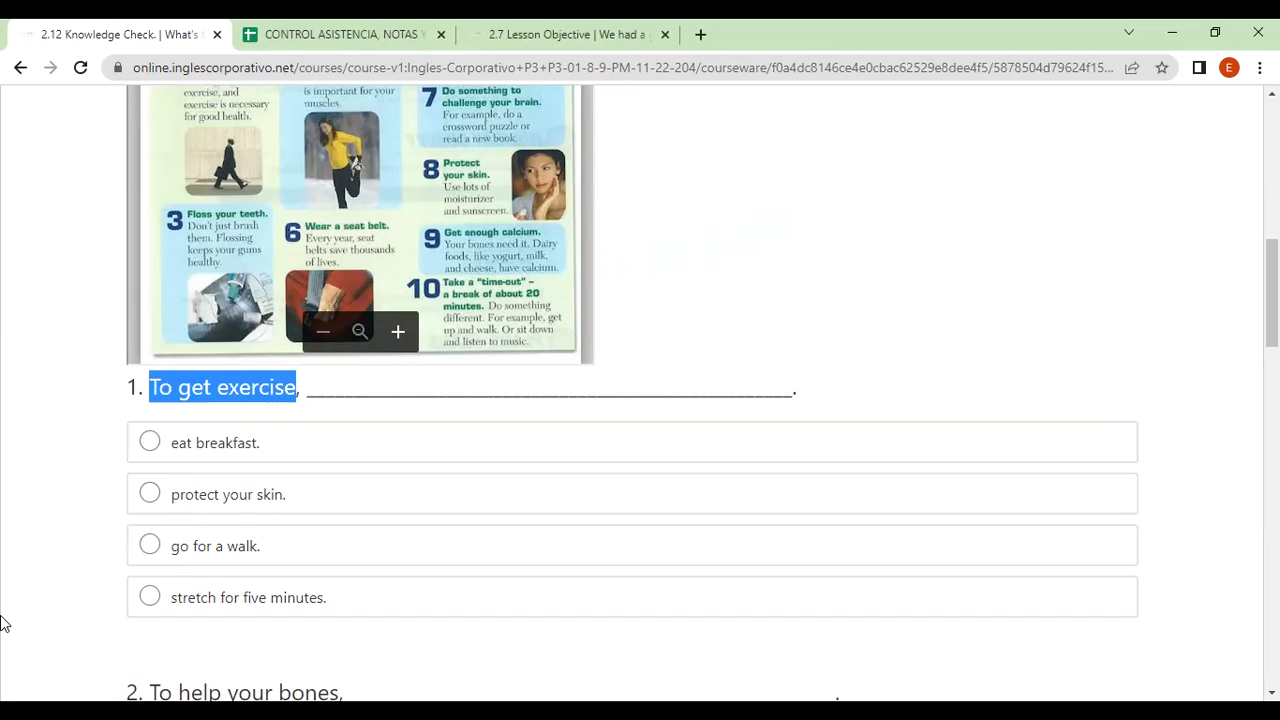 2.12 Knowledge Check. | What's
CONTROL ASISTENCIA, NOTAS Y
2.7 Lesson Objective | We had a
online.inglescorporativo.net/courses/course-v1:Ingles-Corporativo+P3+P3-01-8-9-PM-11-22-204/courseware/f0a4dc8146ce4e0cbac62529e8dee4f5/5878504d79624f15...
E
exercise, and
exercise is necessary
for good health.
3 Floss your teeth.
Don't just brush
them. Flossing
keeps your gums
healthy.
is important for your
muscles.
6 Wear a seat belt.
Every year, seat
belts save thousands
of lives.
7 Do something to
challenge your brain.
For example, do a
crossword puzzle or
read a new book.
8 Protect
your skin.
Use lots of
moisturizer
and sunscreen.
9 Get enough calcium.
Your bones need it. Dairy
foods, like yogurt, milk,
and cheese, have calcium.
10 Take a "time-out" –
a break of about 20
minutes. Do something
different. For example, get
up and walk. Or sit down
and listen to music.
1. To get exercise, ____________________________________________.
eat breakfast.
protect your skin.
go for a walk.
stretch for five minutes.
2. To help your bones, ____________________________________________.